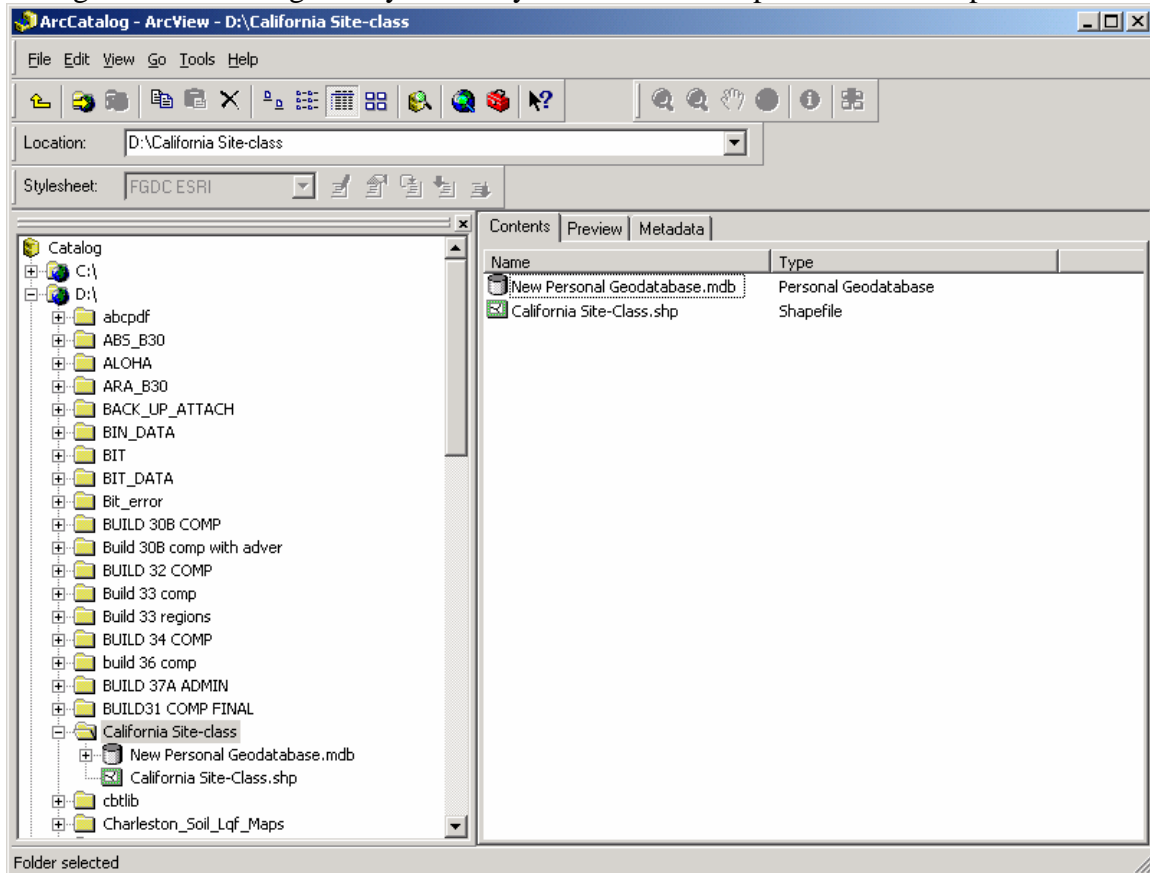 ArcCatalog - ArcView - D:\California Site-class
File Edit View Go Tools Help
Location: D:\California Site-class
Stylesheet: FGDC ESRI
Catalog
C:\
D:\
abcpdf
ABS_B30
ALOHA
ARA_B30
BACK_UP_ATTACH
BIN_DATA
BIT
BIT_DATA
Bit_error
BUILD 30B COMP
Build 30B comp with adver
BUILD 32 COMP
Build 33 comp
Build 33 regions
BUILD 34 COMP
build 36 comp
BUILD 37A ADMIN
BUILD31 COMP FINAL
California Site-class
New Personal Geodatabase.mdb
California Site-Class.shp
cbtlib
Charleston_Soil_Lqf_Maps
Contents Preview Metadata
Name Type
New Personal Geodatabase.mdb Personal Geodatabase
California Site-Class.shp Shapefile
Folder selected